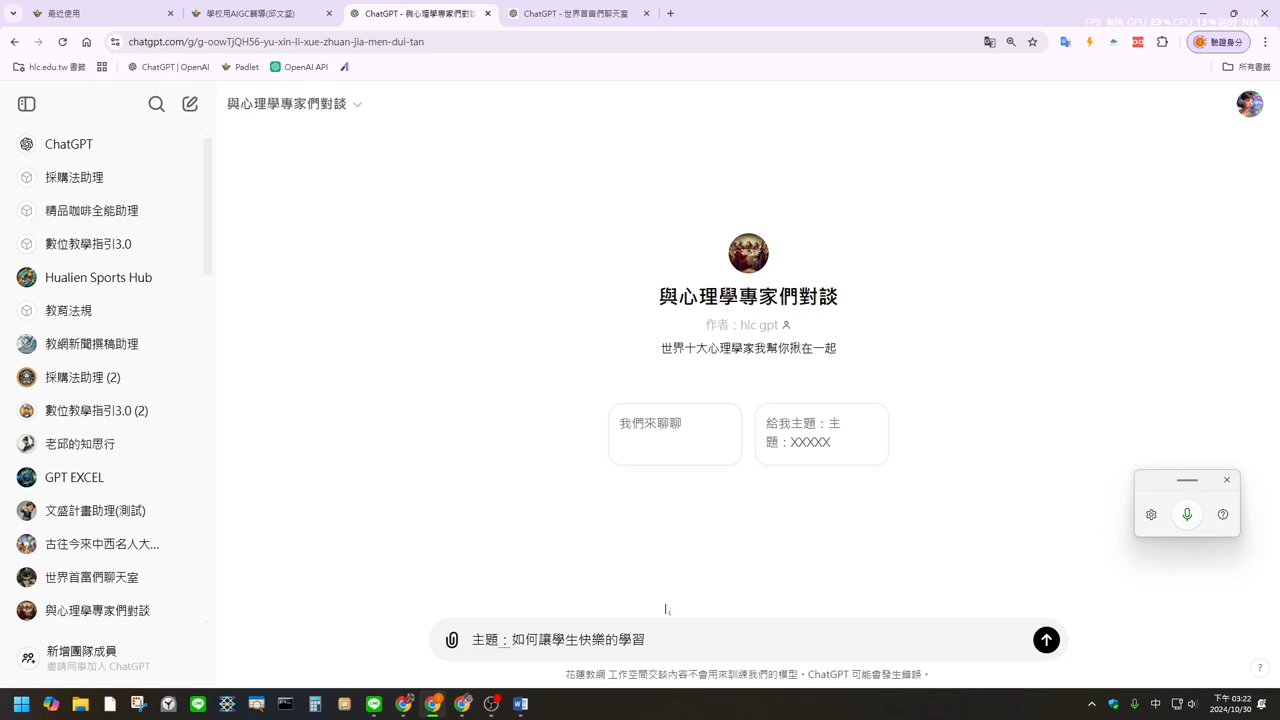 最近使用
學校用AIGC輔導(邱文盛)
ChatGPT - 與心理學專家們對談
ChatGPT - 世界首富們聊天室
FPS N/A GPU 23 % CPU 13 % 延時 N/A
chatgpt.com/g/g-oowTjQH56-yu-xin-li-xue-zhuan-jia-men-dui-tan
驗證身分
hlc.edu.tw 書籤
ChatGPT | OpenAI
Padlet
OpenAI API
所有書籤
與心理學專家們對談
ChatGPT
採購法助理
精品咖啡全能助理
數位教學指引3.0
Hualien Sports Hub
教育法規
教網新聞撰稿助理
採購法助理 (2)
數位教學指引3.0 (2)
老邱的知思行
GPT EXCEL
文盛計畫助理(測試)
古往今來中西名人大...
世界首富們聊天室
與心理學專家們對談
新增團隊成員
邀請同事加入 ChatGPT
與心理學專家們對談
作者：hlc gpt
世界十大心理學家我幫你揪在一起
我們來聊聊
給我主題：主
題：XXXXX
主題：如何讓學生快樂的學習
花蓮教網 工作空間交談內容不會用來訓練我們的模型。ChatGPT 可能會發生錯誤。
?
中
下午 03:22
2024/10/30